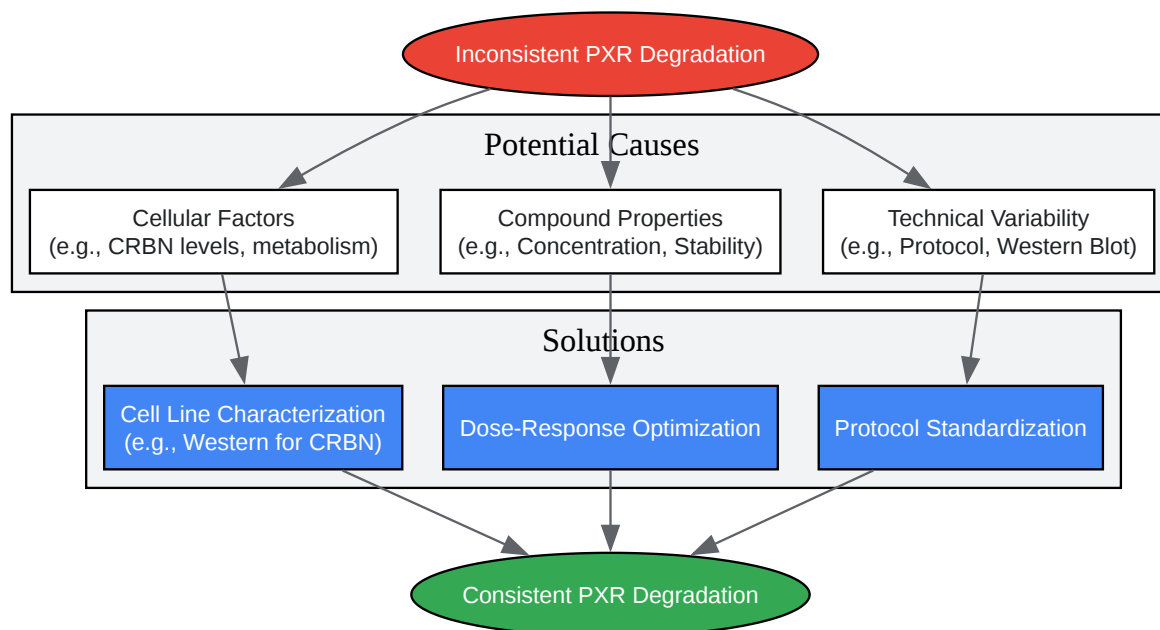 Inconsistent PXR Degradation
Potential Causes
Cellular Factors
(e.g., CRBN levels, metabolism)
Compound Properties
(e.g., Concentration, Stability)
Technical Variability
(e.g., Protocol, Western Blot)
Solutions
Cell Line Characterization
(e.g., Western for CRBN)
Dose-Response Optimization
Protocol Standardization
Consistent PXR Degradation